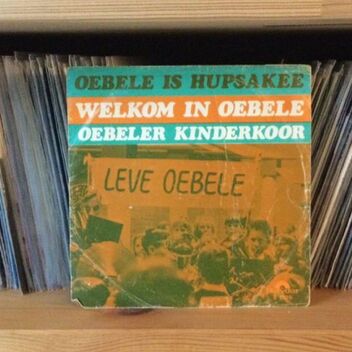 OEBELE IS HUPSAKEE
WELKOM IN OEBELE
OEBELER KINDERKOOR
LEVE OEBELE